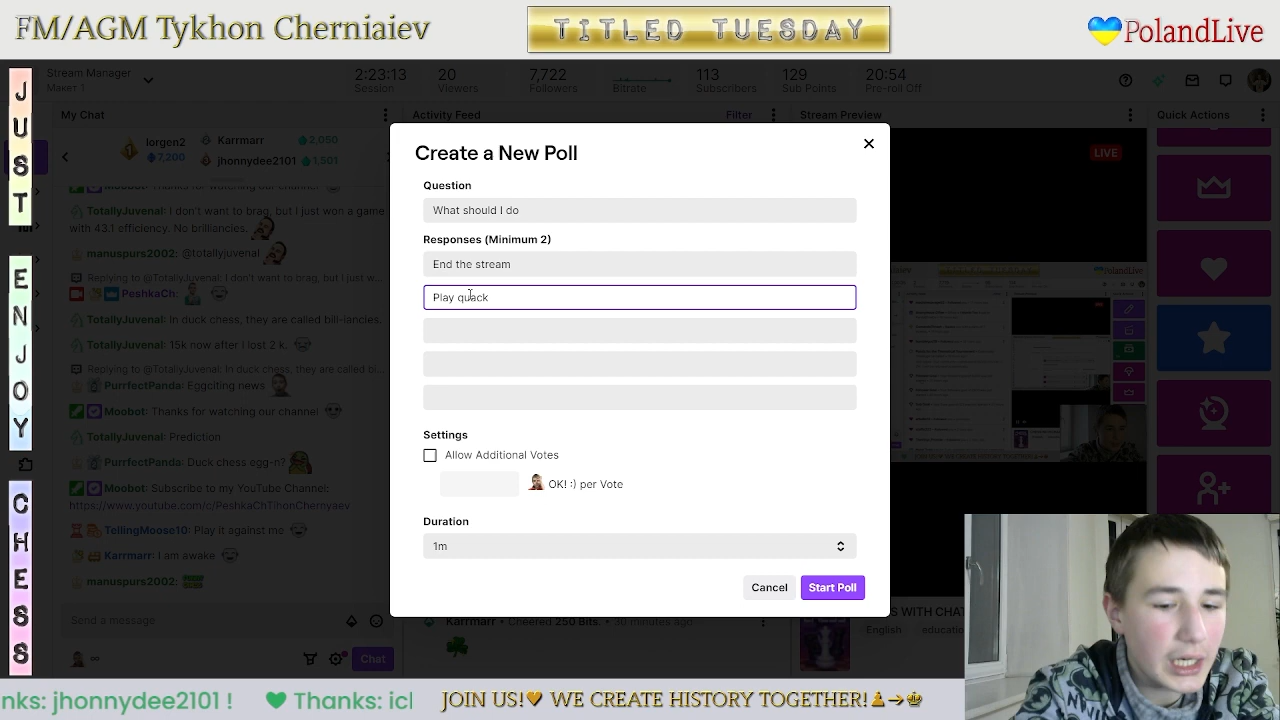 FM/AGM Tykhon Cherniaiev
TITLED TUESDAY
PolandLive
JUST
ENJOY
CHESS
Stream Manager
Макет 1
2:23:13
Session
20
Viewers
7,722
Followers
Bitrate
113
Subscribers
129
Sub Points
20:54
Pre-roll Off
My Chat
Activity Feed
Filter
Stream Preview
Quick Actions
lorgen2
7,200
Karrmarr
2,050
jhonnydee2101
1,501
Moobot: Thanks for watching our channel!
TotallyJuvenal: I don't want to brag, but I just won a game
with 43.1 efficiency. No brilliancies.
manuspurs2002: @totallyjuvenal
Replying to @TotallyJuvenal: I don't want to brag, but I just w...
PeshkaCh:
TotallyJuvenal: In duck chess, they are called bill-iancies.
TotallyJuvenal: 15k now after I lost 2 k.
Replying to @TotallyJuvenal: In duck chess, they are called bi...
PurrfectPanda: Eggciting news
Moobot: Thanks for watching our channel!
TotallyJuvenal: Prediction
PurrfectPanda: Duck chess egg-n?
Moobot: Subscribe to my YouTube Channel:
https://www.youtube.com/c/PeshkaChTihonChernyaev
TellingMoose10: Play it against me
Karrmarr: I am awake
manuspurs2002:
Send a message
∞
Chat
Create a New Poll
Question
What should I do
Responses (Minimum 2)
End the stream
Play quack
Settings
Allow Additional Votes
OK! :) per Vote
Duration
1m
Cancel
Start Poll
Karrmarr • Cheered 250 Bits. • 30 minutes ago
LIVE
S WITH CHAT
English
educatio
nks: jhonnydee2101 !
Thanks: icl
JOIN US! WE CREATE HISTORY TOGETHER!